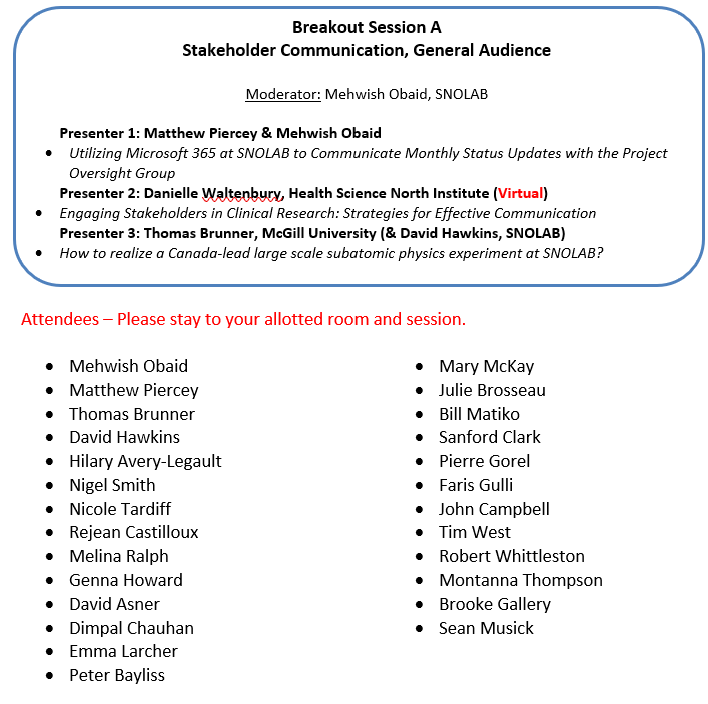 Breakout Session A
Stakeholder Communication, General Audience
Moderator: Mehwish Obaid, SNOLAB
Presenter 1: Matthew Piercey & Mehwish Obaid
• Utilizing Microsoft 365 at SNOLAB to Communicate Monthly Status Updates with the Project
Oversight Group
Presenter 2: Danielle Waltenbury, Health Science North Institute (Virtual)
• Engaging Stakeholders in Clinical Research: Strategies for Effective Communication
Presenter 3: Thomas Brunner, McGill University (& David Hawkins, SNOLAB)
• How to realize a Canada-lead large scale subatomic physics experiment at SNOLAB?
Attendees – Please stay to your allotted room and session.
• Mehwish Obaid
• Matthew Piercey
• Thomas Brunner
• David Hawkins
• Hilary Avery-Legault
• Nigel Smith
• Nicole Tardiff
• Rejean Castilloux
• Melina Ralph
• Genna Howard
• David Asner
• Dimpal Chauhan
• Emma Larcher
• Peter Bayliss
• Mary McKay
• Julie Brosseau
• Bill Matiko
• Sanford Clark
• Pierre Gorel
• Faris Gulli
• John Campbell
• Tim West
• Robert Whittleston
• Montanna Thompson
• Brooke Gallery
• Sean Musick